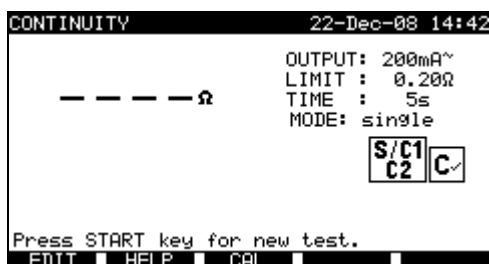 CONTINUITY 22-Dec-08 14:42
OUTPUT: 200mA~
LIMIT : 0.20Ω
TIME : 5s
MODE: single
– – – – Ω
S/C1
C2
C✓
Press START key for new test.
EDIT HELP CAL